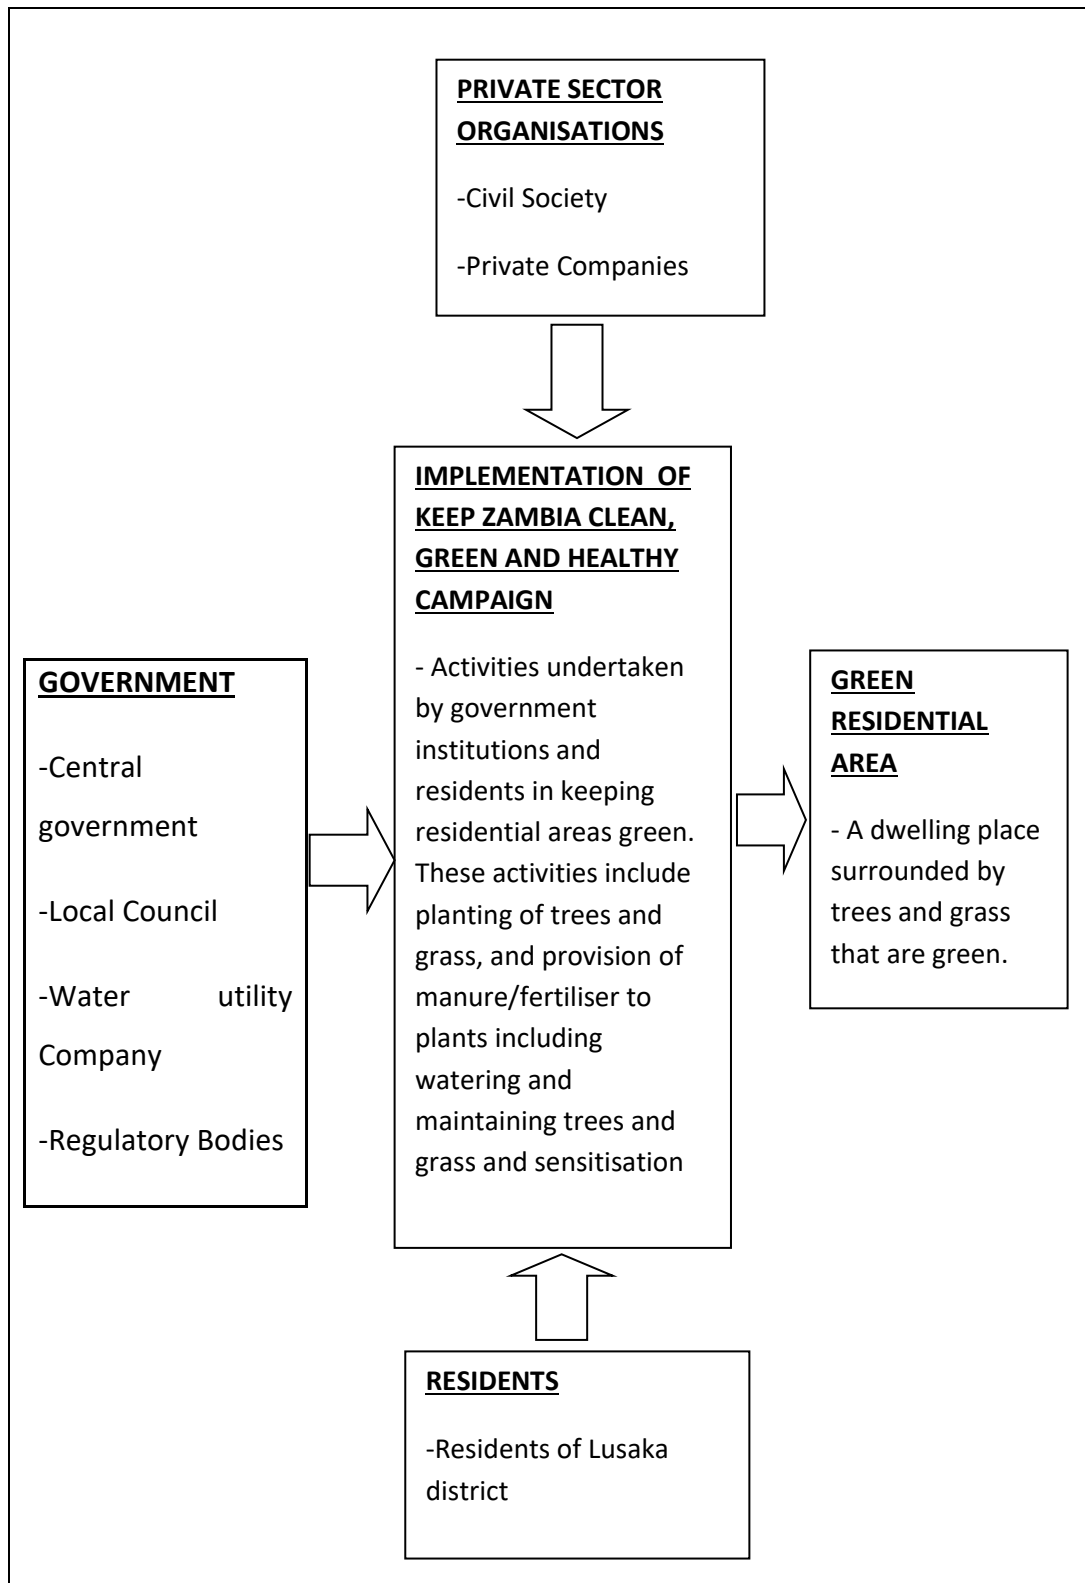 PRIVATE SECTOR
ORGANISATIONS
-Civil Society
-Private Companies
IMPLEMENTATION OF
KEEP ZAMBIA CLEAN,
GREEN AND HEALTHY
CAMPAIGN
- Activities undertaken
by government
institutions and
residents in keeping
residential areas green.
These activities include
planting of trees and
grass, and provision of
manure/fertiliser to
plants including
watering and
maintaining trees and
grass and sensitisation
GOVERNMENT
-Central
government
-Local Council
-Water utility
Company
-Regulatory Bodies
GREEN
RESIDENTIAL
AREA
- A dwelling place
surrounded by
trees and grass
that are green.
RESIDENTS
-Residents of Lusaka
district